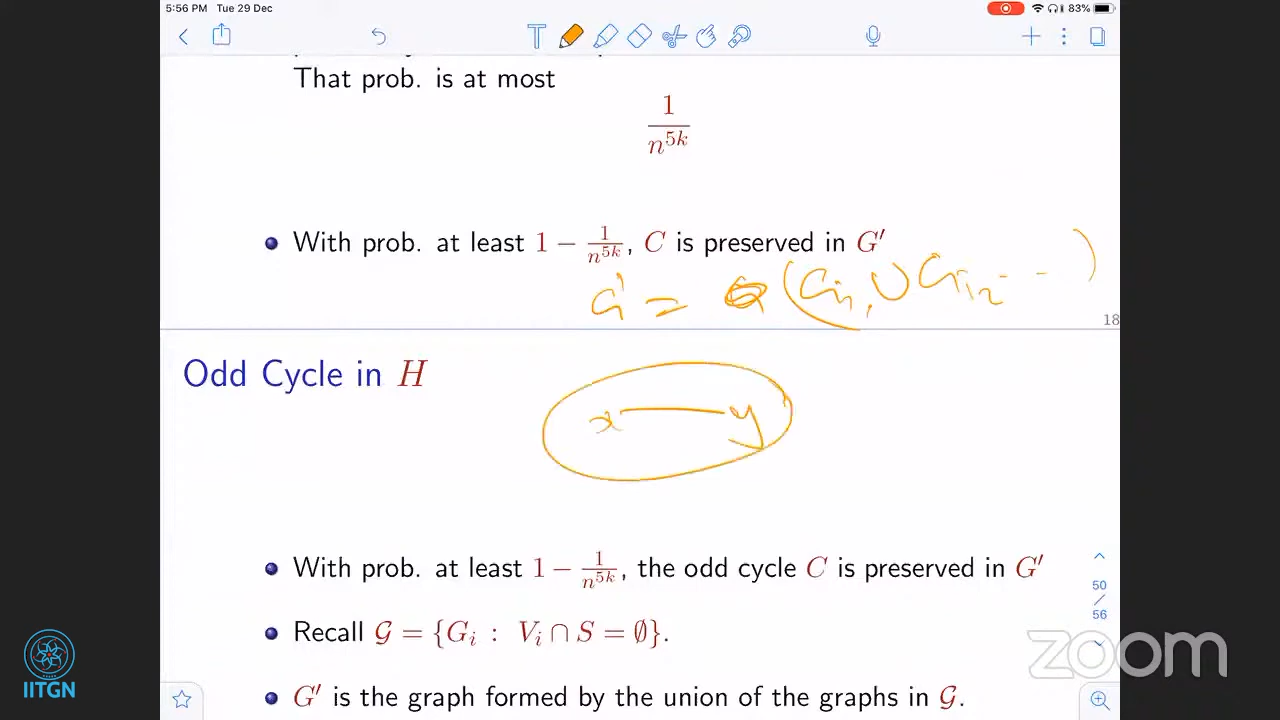 5:56 PM Tue 29 Dec 83%
That prob. is at most
1/n^{5k}
• With prob. at least 1 − 1/n^{5k}, C is preserved in G′
G′ = (G_{i_1} ∪ G_{i_2} ... )
18
Odd Cycle in H
x y
• With prob. at least 1 − 1/n^{5k}, the odd cycle C is preserved in G′
50
/
56
• Recall 𝒢 = {G_i : V_i ∩ S = ∅}.
zoom
IITGN
• G′ is the graph formed by the union of the graphs in 𝒢.